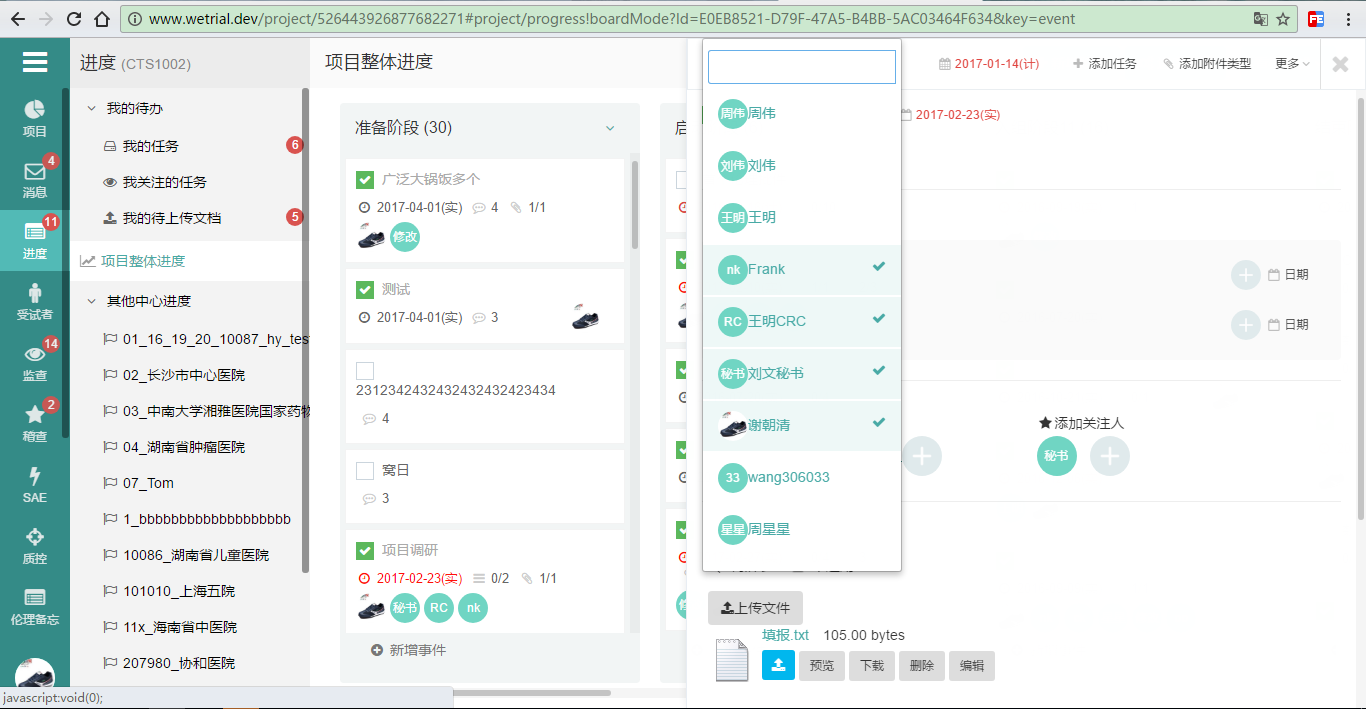 www.wetrial.dev/project/526443926877682271#project/progress!boardMode?Id=E0EB8521-D79F-47A5-B4BB-5AC03464F634&key=event
项目
消息
4
进度
11
受试者
监查
14
稽查
2
SAE
质控
伦理备忘
进度 (CTS1002)
我的待办
我的任务
6
我关注的任务
我的待上传文档
5
项目整体进度
其他中心进度
01_16_19_20_10087_hy_tes
02_长沙市中心医院
03_中南大学湘雅医院国家药物
04_湖南省肿瘤医院
07_Tom
1_bbbbbbbbbbbbbbbbbbb
10086_湖南省儿童医院
101010_上海五院
11x_海南省中医院
207980_协和医院
javascript:void(0);
项目整体进度
准备阶段 (30)
广泛大锅饭多个
2017-04-01(实) 4 1/1
修改
测试
2017-04-01(实) 3
2312342432432432432423434
4
窝日
3
项目调研
2017-02-23(实) 0/2 1/1
秘书 RC nk
新增事件
周伟 周伟
刘伟 刘伟
王明 王明
nk Frank
RC 王明CRC
秘书 刘文秘书
谢朝清
33 wang306033
星星 周星星
2017-01-14(计) 添加任务 添加附件类型 更多
2017-02-23(实)
日期
日期
添加关注人
秘书
上传文件
填报.txt 105.00 bytes
预览 下载 删除 编辑